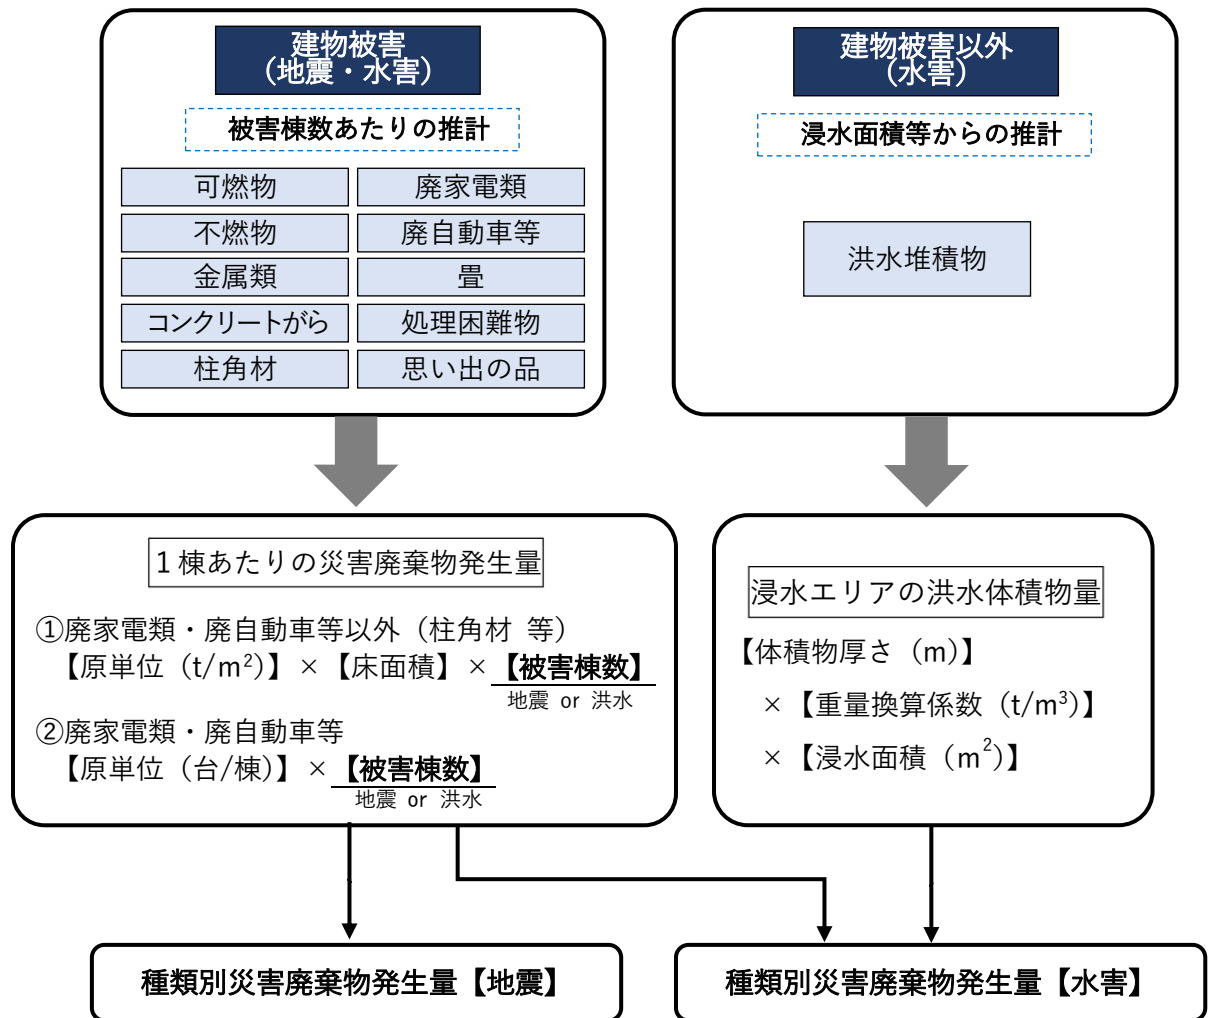 建物被害
（地震・水害）
被害棟数あたりの推計
可燃物
廃家電類
不燃物
廃自動車等
金属類
畳
コンクリートがら
処理困難物
柱角材
思い出の品
建物被害以外
（水害）
浸水面積等からの推計
洪水堆積物
１棟あたりの災害廃棄物発生量
①廃家電類・廃自動車等以外（柱角材 等）
【原単位（t/m²）】×【床面積】×【被害棟数】
地震 or 洪水
②廃家電類・廃自動車等
【原単位（台/棟）】×【被害棟数】
地震 or 洪水
浸水エリアの洪水体積物量
【体積物厚さ（m）】
×【重量換算係数（t/m³）】
×【浸水面積（m²）】
種類別災害廃棄物発生量【地震】
種類別災害廃棄物発生量【水害】